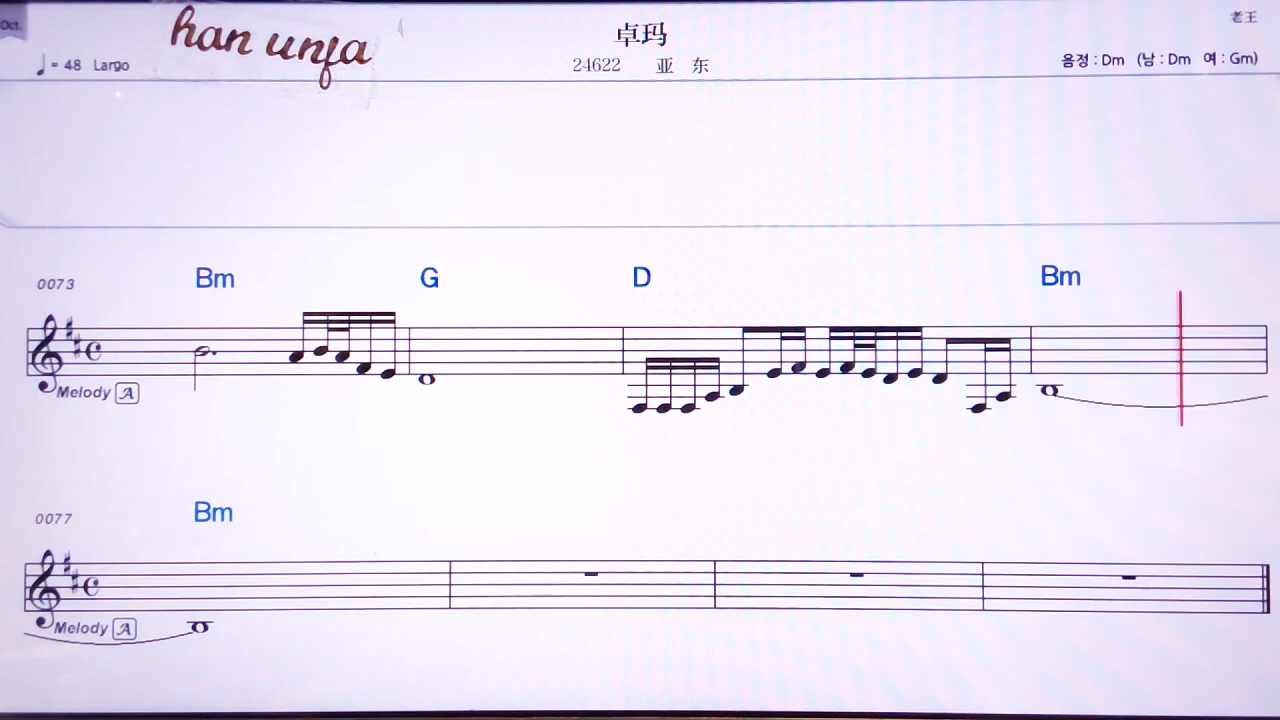 Oct.
han unfa
卓玛
老王
♩= 48 Largo
24622 亚 东
음정 : Dm (남 : Dm 여 : Gm)
0073 Bm G D Bm
Melody A
0077 Bm
Melody A